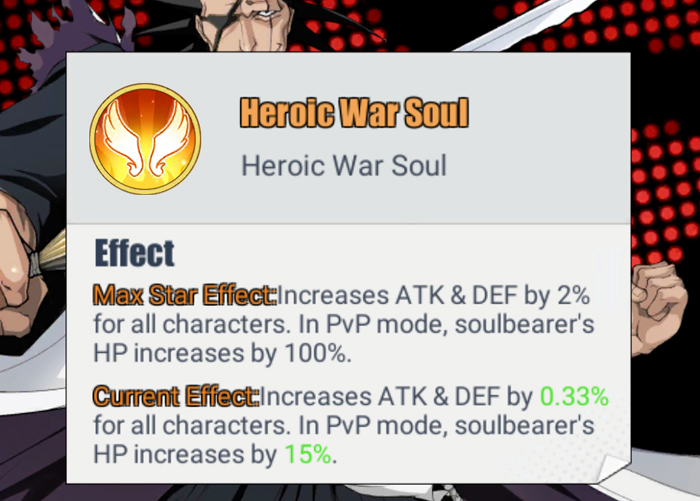 Heroic War Soul
Heroic War Soul
Effect
Max Star Effect:Increases ATK & DEF by 2%
for all characters. In PvP mode, soulbearer's
HP increases by 100%.
Current Effect:Increases ATK & DEF by 0.33%
for all characters. In PvP mode, soulbearer's
HP increases by 15%.